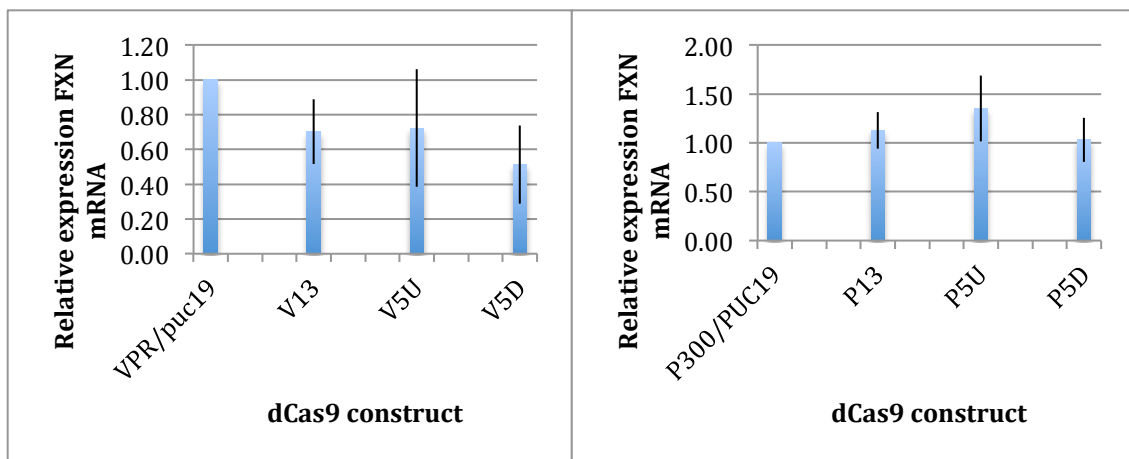 Relative expression FXN
mRNA
1.20
1.00
0.80
0.60
0.40
0.20
0.00
VPR/puc19
V13
V5U
V5D
dCas9 construct
Relative expression FXN
mRNA
2.00
1.50
1.00
0.50
0.00
P300/PUC19
P13
P5U
P5D
dCas9 construct